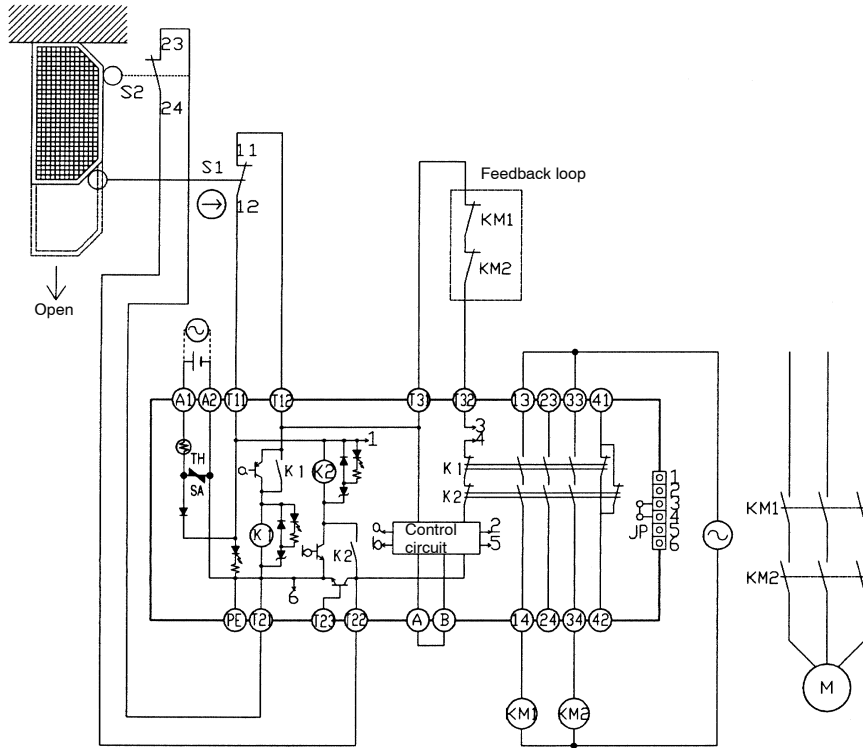 23
S2
24
11
S1
12
Feedback loop
KM1
KM2
Open
A1 A2 T11 T12 T31 T32 13 23 33 41
3
4
1
TH
SA
a
K1
K2
K1
K2
1
2
3
4
5
6
JP
K1
b
K2
a
b
Control
circuit
2
5
6
PE T21 T23 T22 A B 14 24 34 42
KM1 KM2
KM1
KM2
M